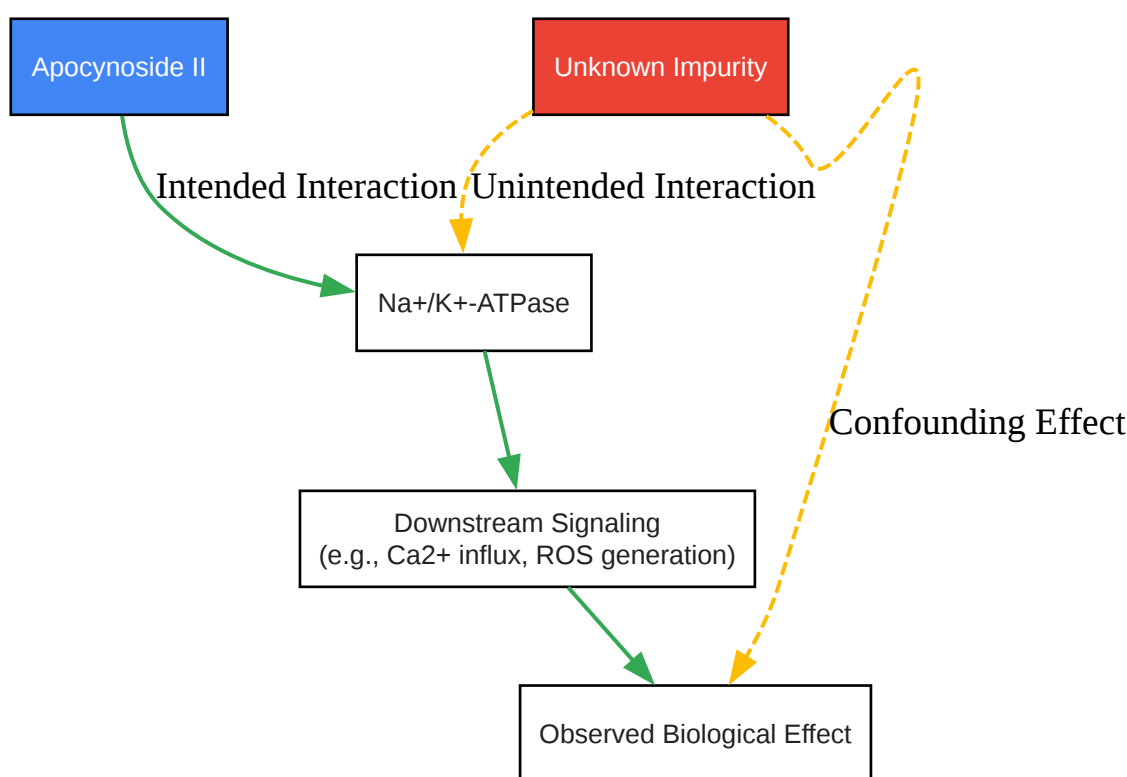 Apocynoside II
Unknown Impurity
Intended Interaction
Unintended Interaction
Na+/K+-ATPase
Confounding Effect
Downstream Signaling
(e.g., Ca2+ influx, ROS generation)
Observed Biological Effect